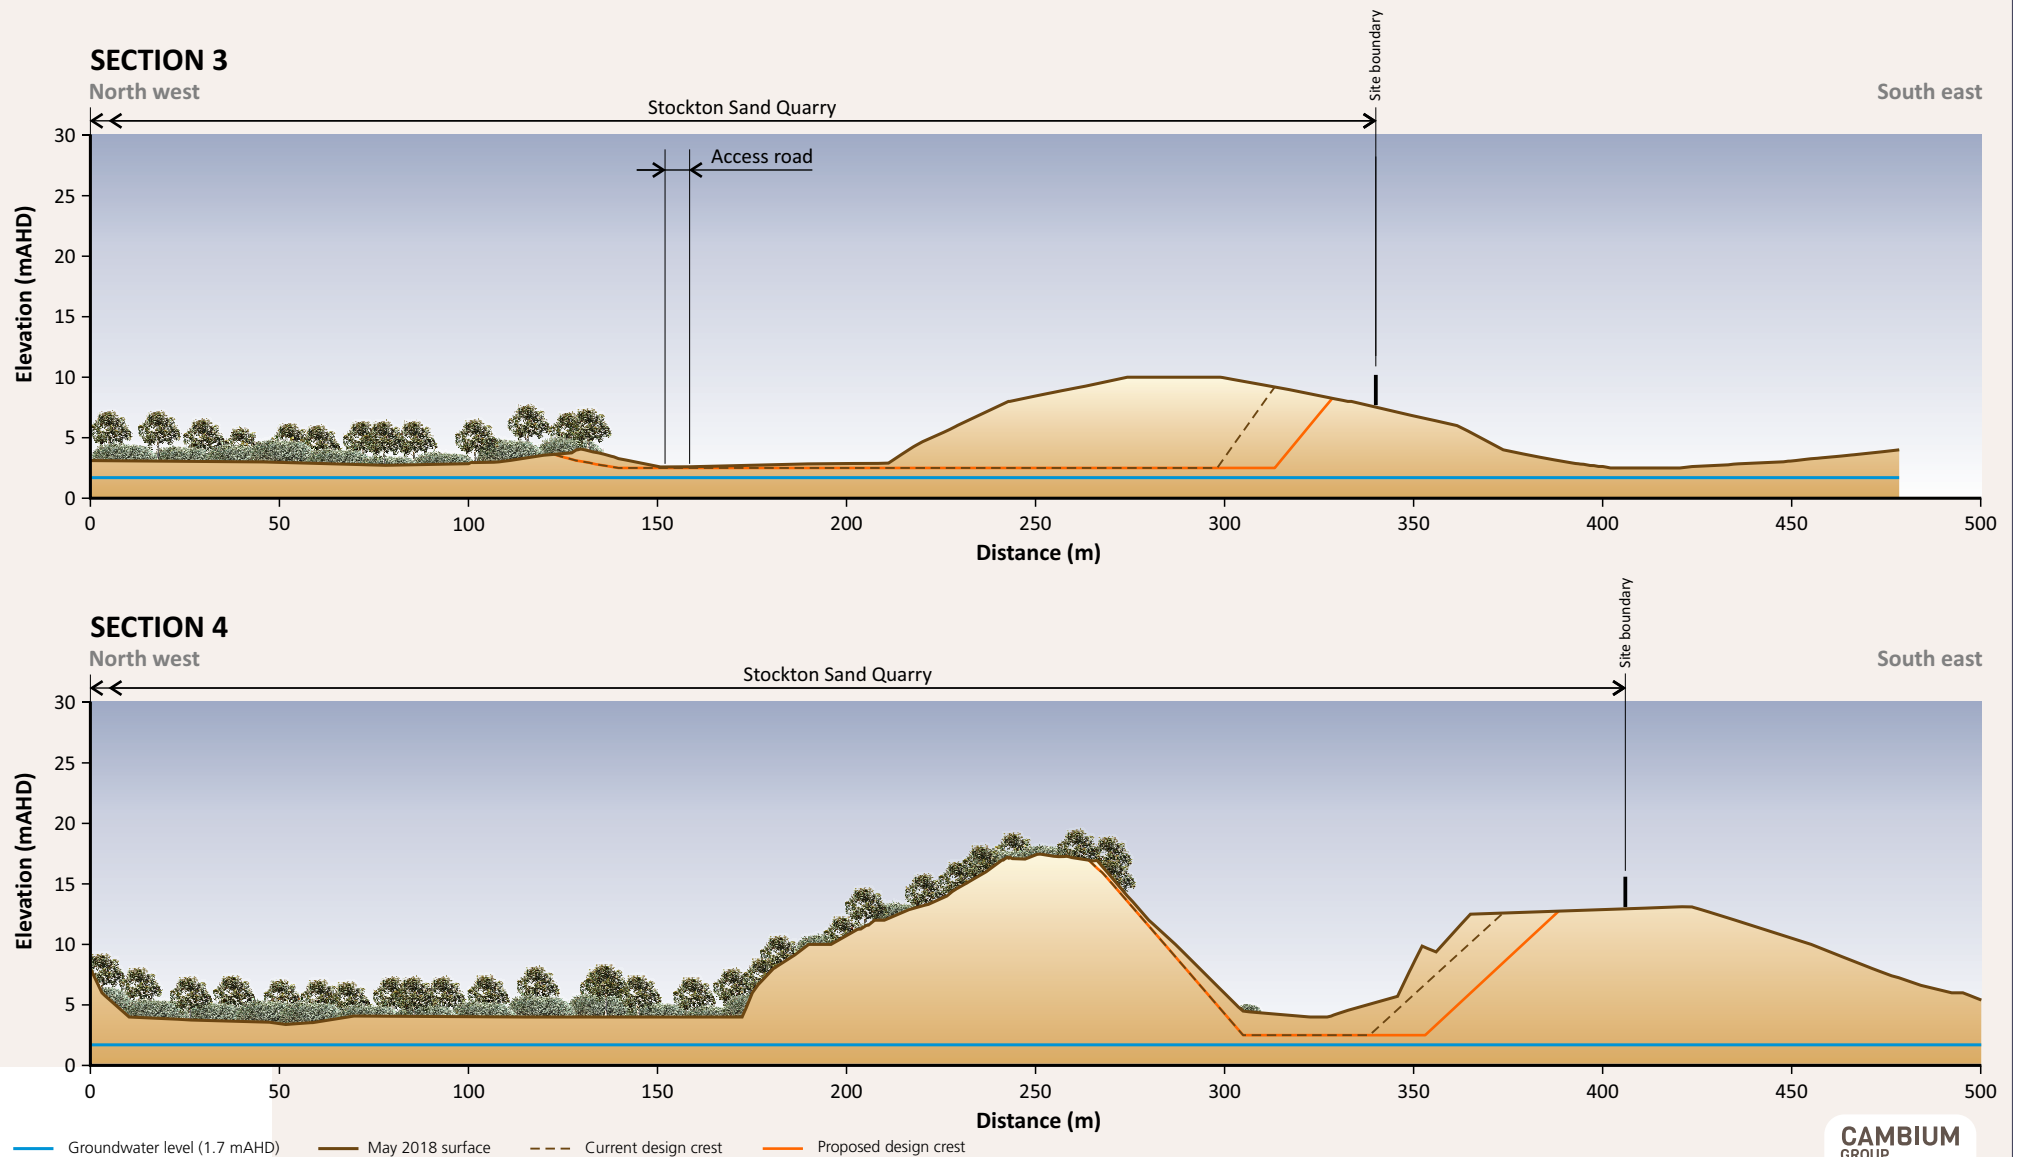 SECTION 3
North west
South east
Stockton Sand Quarry
Site boundary
Access road
Elevation (mAHD)
30
25
20
15
10
5
0
0 50 100 150 200 250 300 350 400 450 500
Distance (m)
SECTION 4
North west
South east
Stockton Sand Quarry
Site boundary
Elevation (mAHD)
30
25
20
15
10
5
0
0 50 100 150 200 250 300 350 400 450 500
Distance (m)
Groundwater level (1.7 mAHD) May 2018 surface Current design crest Proposed design crest
CAMBIUM
GROUP